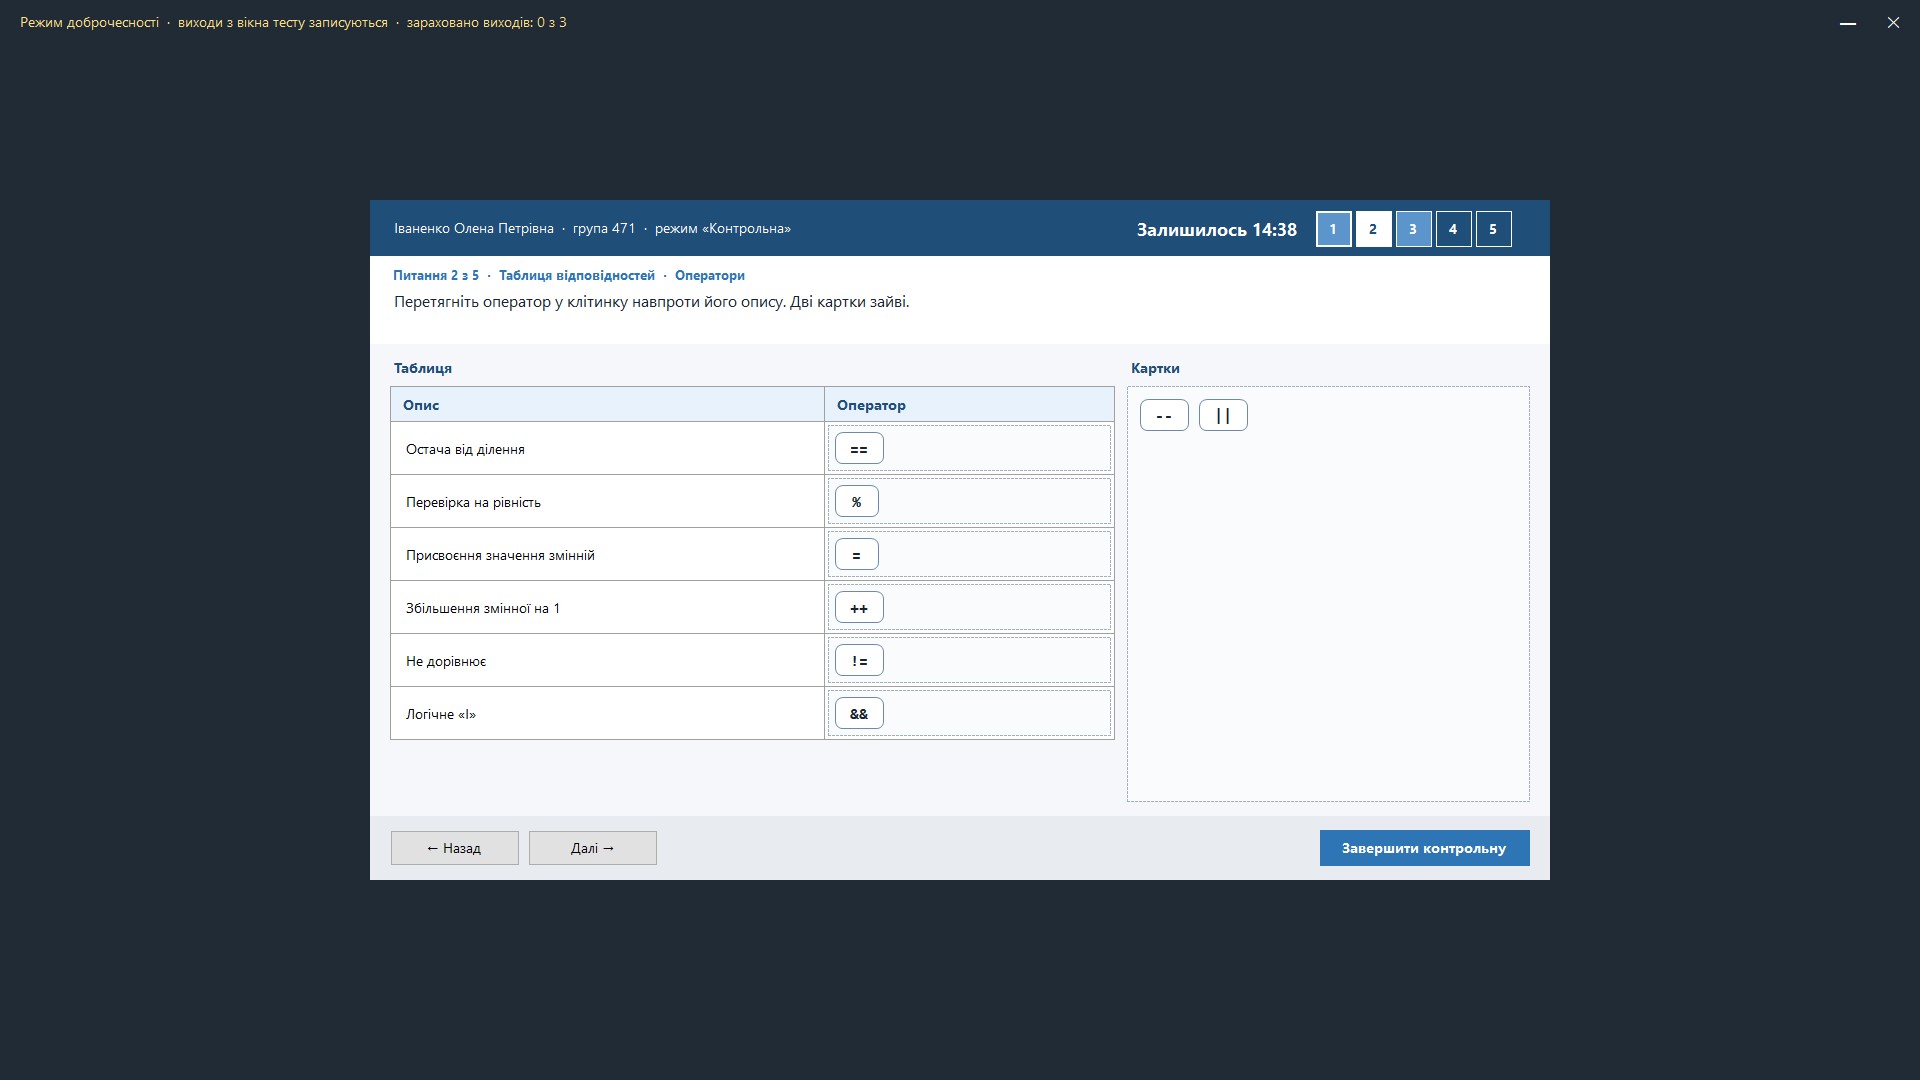 Режим доброчесності · виходи з вікна тесту записуються · зараховано виходів: 0 з 3
Іваненко Олена Петрівна · група 471 · режим «Контрольна»
Залишилось 14:38
1 2 3 4 5
Питання 2 з 5 · Таблиця відповідностей · Оператори
Перетягніть оператор у клітинку навпроти його опису. Дві картки зайві.
Таблиця
Опис Оператор
Остача від ділення ==
Перевірка на рівність %
Присвоєння значення змінній =
Збільшення змінної на 1 ++
Не дорівнює !=
Логічне «І» &&
Картки
-- ||
← Назад
Далі →
Завершити контрольну